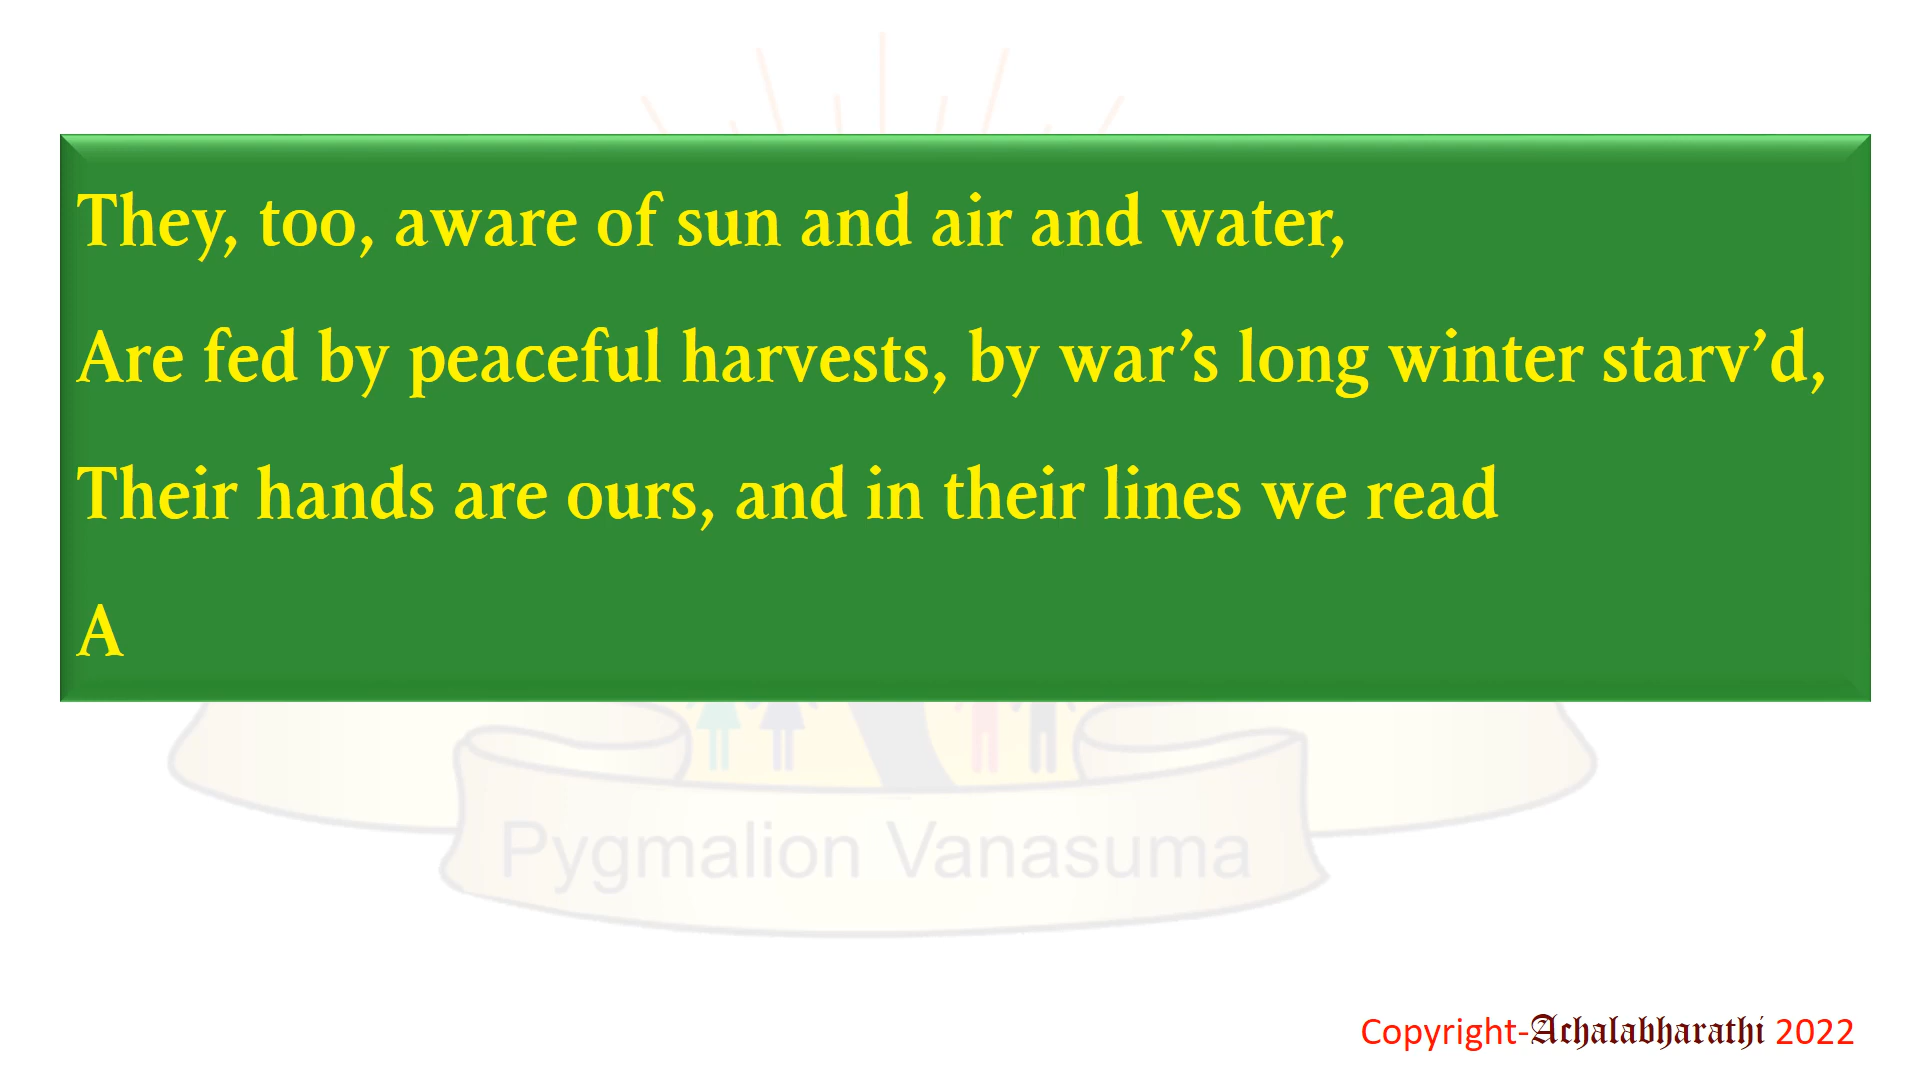 They, too, aware of sun and air and water,
Are fed by peaceful harvests, by war’s long winter starv’d,
Their hands are ours, and in their lines we read
A
Pygmalion Vanasuma
Copyright-Achalabharathi 2022